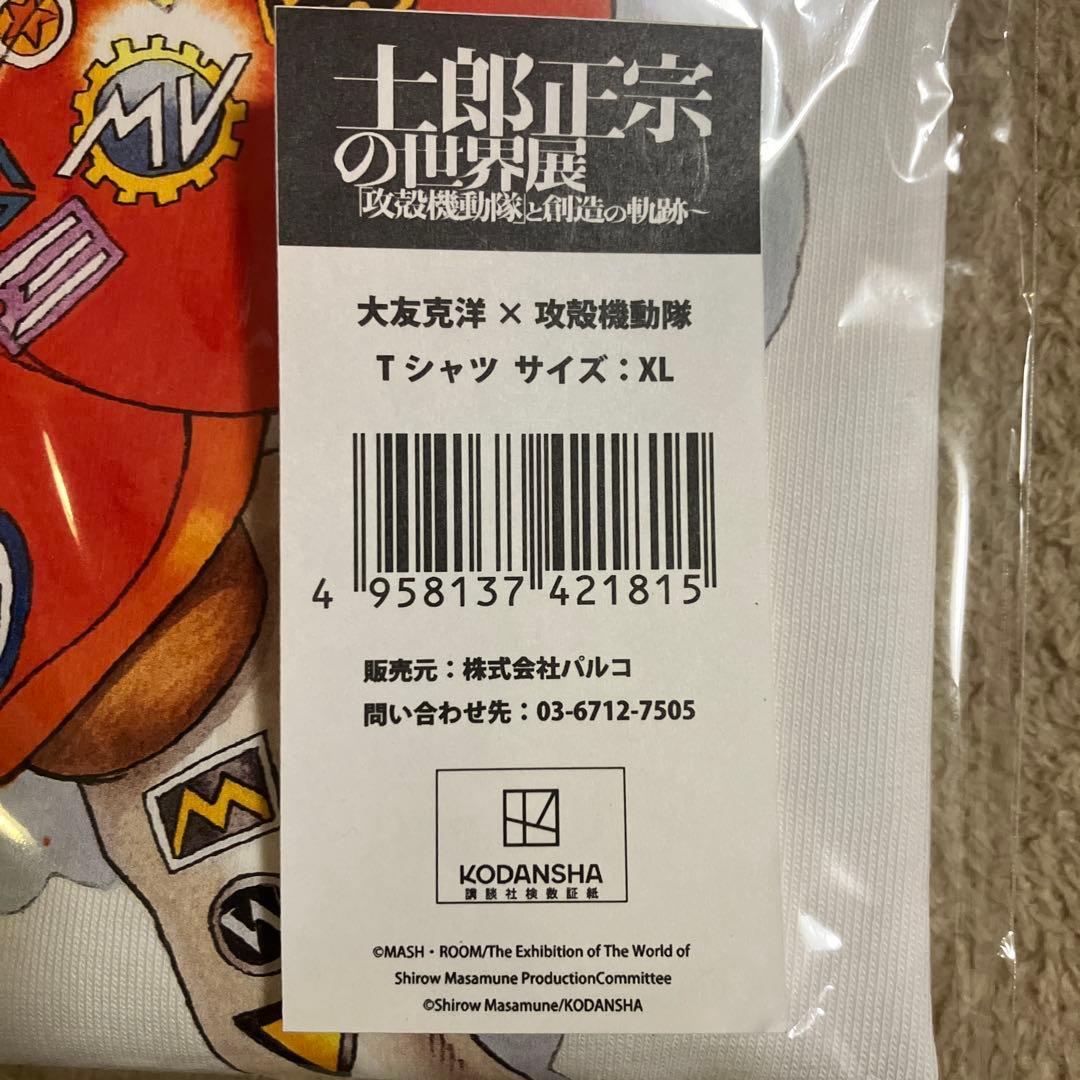 MV
士郎正宗
の世界展
「攻殻機動隊」と創造の軌跡~
大友克洋 × 攻殻機動隊
Tシャツ サイズ：XL
4 958137 421815
販売元：株式会社パルコ
問い合わせ先：03-6712-7505
KODANSHA
講談社検数証紙
©MASH・ROOM/The Exhibition of The World of
Shirow Masamune ProductionCommittee
©Shirow Masamune/KODANSHA